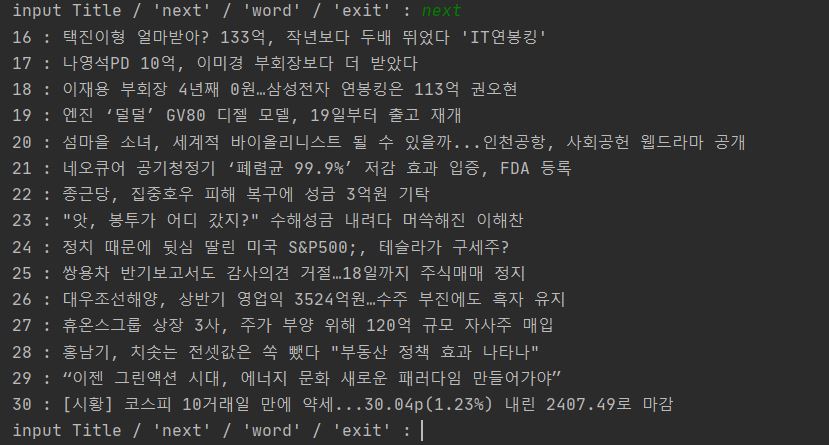 input Title / 'next' / 'word' / 'exit' : next
16 : 택진이형 얼마받아? 133억, 작년보다 두배 뛰었다 'IT연봉킹'
17 : 나영석PD 10억, 이미경 부회장보다 더 받았다
18 : 이재용 부회장 4년째 0원…삼성전자 연봉킹은 113억 권오현
19 : 엔진 ‘덜덜’ GV80 디젤 모델, 19일부터 출고 재개
20 : 섬마을 소녀, 세계적 바이올리니스트 될 수 있을까...인천공항, 사회공헌 웹드라마 공개
21 : 네오큐어 공기청정기 ‘폐렴균 99.9%’ 저감 효과 입증, FDA 등록
22 : 종근당, 집중호우 피해 복구에 성금 3억원 기탁
23 : "앗, 봉투가 어디 갔지?" 수해성금 내려다 머쓱해진 이해찬
24 : 정치 때문에 뒷심 딸린 미국 S&P500;, 테슬라가 구세주?
25 : 쌍용차 반기보고서도 감사의견 거절…18일까지 주식매매 정지
26 : 대우조선해양, 상반기 영업익 3524억원…수주 부진에도 흑자 유지
27 : 휴온스그룹 상장 3사, 주가 부양 위해 120억 규모 자사주 매입
28 : 홍남기, 치솟는 전셋값은 쏙 뺐다 "부동산 정책 효과 나타나"
29 : “이젠 그린액션 시대, 에너지 문화 새로운 패러다임 만들어가야”
30 : [시황] 코스피 10거래일 만에 약세...30.04p(1.23%) 내린 2407.49로 마감
input Title / 'next' / 'word' / 'exit' :